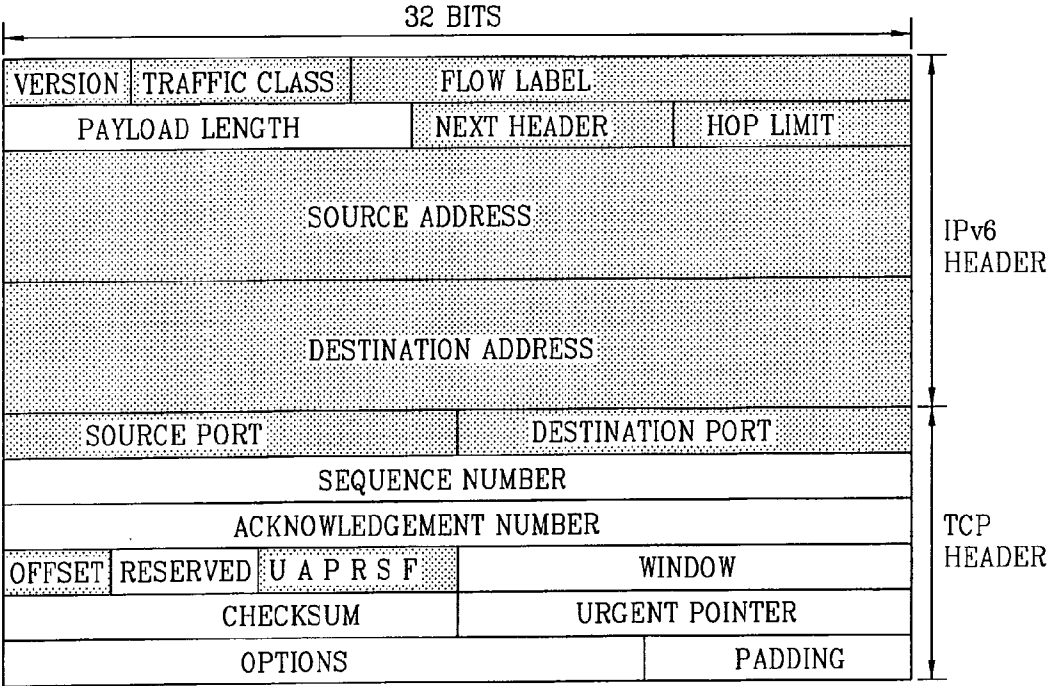 32 BITS
VERSION TRAFFIC CLASS FLOW LABEL
PAYLOAD LENGTH NEXT HEADER HOP LIMIT
SOURCE ADDRESS
IPv6
HEADER
DESTINATION ADDRESS
SOURCE PORT DESTINATION PORT
SEQUENCE NUMBER
ACKNOWLEDGEMENT NUMBER
TCP
HEADER
OFFSET RESERVED U A P R S F WINDOW
CHECKSUM URGENT POINTER
OPTIONS PADDING